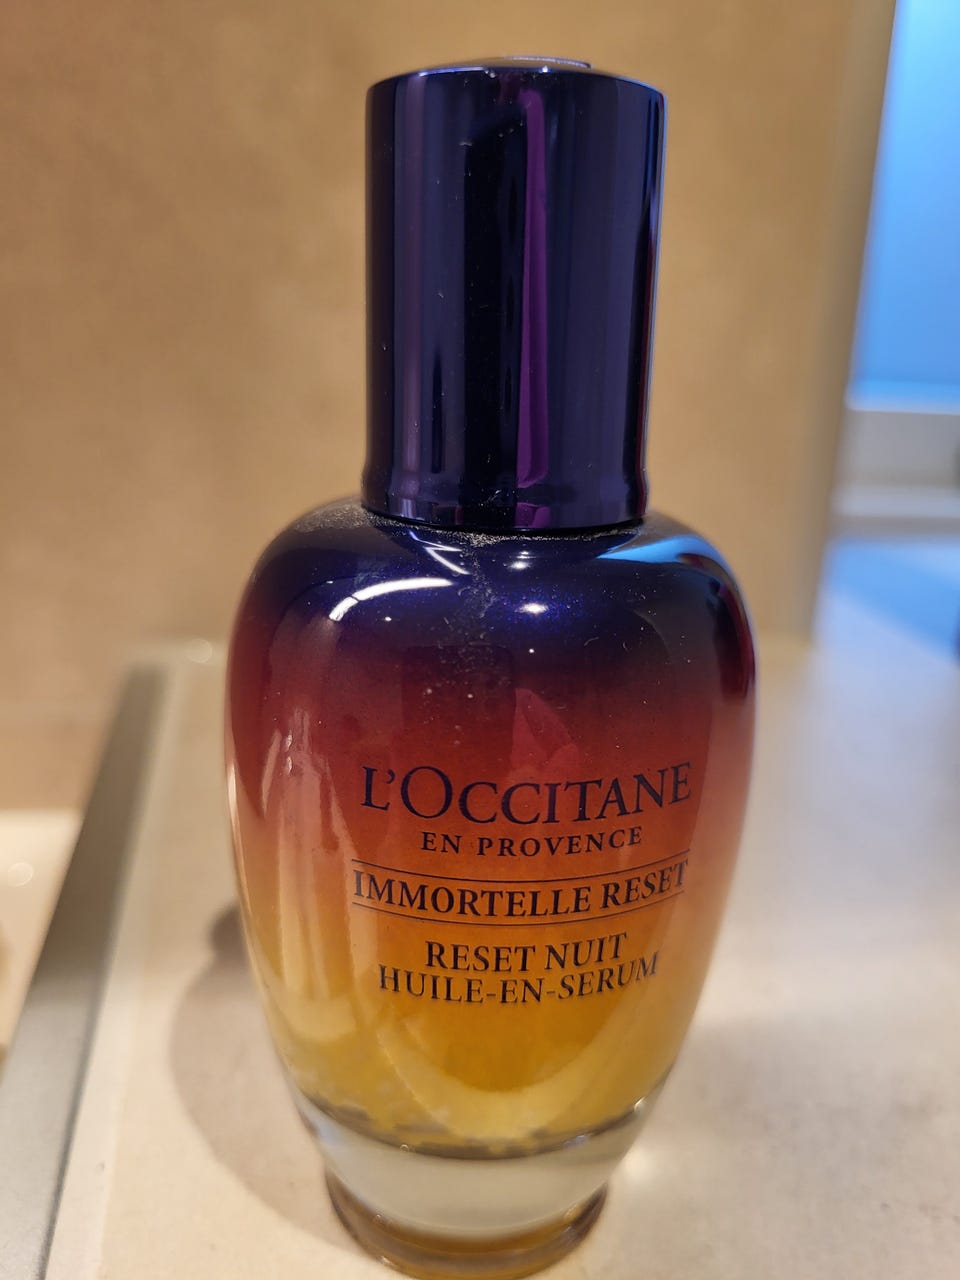 L'OCCITANE
EN PROVENCE
IMMORTELLE RESET
RESET NUIT
HUILE-EN-SERUM